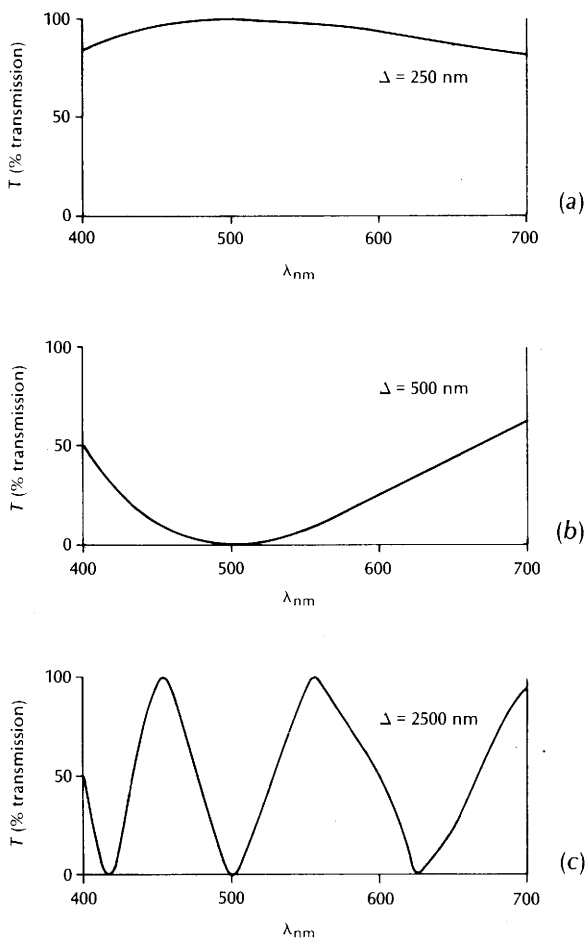 100
T (% transmission)
Δ = 250 nm
50
0
(a)
400 500 600 700
λnm
100
T (% transmission)
Δ = 500 nm
50
0
(b)
400 500 600 700
λnm
100
T (% transmission)
Δ = 2500 nm
50
0
(c)
400 500 600 700
λnm